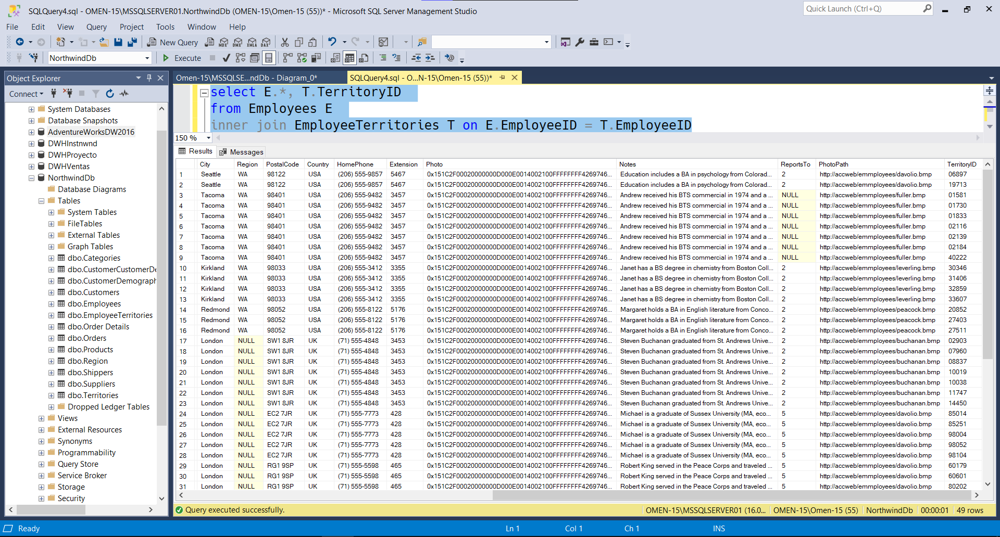 SQLQuery4.sql - OMEN-15\MSSQLSERVER01.NorthwindDb (OMEN-15\Omen-15 (55))* - Microsoft SQL Server Management Studio
Quick Launch (Ctrl+Q)
File Edit View Query Project Tools Window Help
New Query MDX DMX XMLA DAX
NorthwindDb Execute
Object Explorer
Connect
System Databases
Database Snapshots
AdventureWorksDW2016
DWHInstnwnd
DWHProyecto
DWHVentas
NorthwindDb
Database Diagrams
Tables
System Tables
FileTables
External Tables
Graph Tables
dbo.Categories
dbo.CustomerCustomerDe
dbo.CustomerDemograph
dbo.Customers
dbo.Employees
dbo.EmployeeTerritories
dbo.Order Details
dbo.Orders
dbo.Products
dbo.Region
dbo.Shippers
dbo.Suppliers
dbo.Territories
Dropped Ledger Tables
Views
External Resources
Synonyms
Programmability
Query Store
Service Broker
Storage
Security
Omen-15\MSSQLSE...ndDb - Diagram_0* SQLQuery4.sql - O...N-15\Omen-15 (55))*
select E.*, T.TerritoryID
from Employees E
inner join EmployeeTerritories T on E.EmployeeID = T.EmployeeID
150 %
Results Messages
City Region PostalCode Country HomePhone Extension Photo Notes ReportsTo PhotoPath TerritoryID
1 Seattle WA 98122 USA (206) 555-9857 5467 0x151C2F00020000000D000E0014002100FFFFFFFF4269746... Education includes a BA in psychology from Colorad... 2 http://accweb/emmployees/davolio.bmp 06897
2 Seattle WA 98122 USA (206) 555-9857 5467 0x151C2F00020000000D000E0014002100FFFFFFFF4269746... Education includes a BA in psychology from Colorad... 2 http://accweb/emmployees/davolio.bmp 19713
3 Tacoma WA 98401 USA (206) 555-9482 3457 0x151C2F00020000000D000E0014002100FFFFFFFF4269746... Andrew received his BTS commercial in 1974 and a ... NULL http://accweb/emmployees/fuller.bmp 01581
4 Tacoma WA 98401 USA (206) 555-9482 3457 0x151C2F00020000000D000E0014002100FFFFFFFF4269746... Andrew received his BTS commercial in 1974 and a ... NULL http://accweb/emmployees/fuller.bmp 01730
5 Tacoma WA 98401 USA (206) 555-9482 3457 0x151C2F00020000000D000E0014002100FFFFFFFF4269746... Andrew received his BTS commercial in 1974 and a ... NULL http://accweb/emmployees/fuller.bmp 01833
6 Tacoma WA 98401 USA (206) 555-9482 3457 0x151C2F00020000000D000E0014002100FFFFFFFF4269746... Andrew received his BTS commercial in 1974 and a ... NULL http://accweb/emmployees/fuller.bmp 02116
7 Tacoma WA 98401 USA (206) 555-9482 3457 0x151C2F00020000000D000E0014002100FFFFFFFF4269746... Andrew received his BTS commercial in 1974 and a ... NULL http://accweb/emmployees/fuller.bmp 02139
8 Tacoma WA 98401 USA (206) 555-9482 3457 0x151C2F00020000000D000E0014002100FFFFFFFF4269746... Andrew received his BTS commercial in 1974 and a ... NULL http://accweb/emmployees/fuller.bmp 02184
9 Tacoma WA 98401 USA (206) 555-9482 3457 0x151C2F00020000000D000E0014002100FFFFFFFF4269746... Andrew received his BTS commercial in 1974 and a ... NULL http://accweb/emmployees/fuller.bmp 40222
10 Kirkland WA 98033 USA (206) 555-3412 3355 0x151C2F00020000000D000E0014002100FFFFFFFF4269746... Janet has a BS degree in chemistry from Boston Coll... 2 http://accweb/emmployees/leverling.bmp 30346
11 Kirkland WA 98033 USA (206) 555-3412 3355 0x151C2F00020000000D000E0014002100FFFFFFFF4269746... Janet has a BS degree in chemistry from Boston Coll... 2 http://accweb/emmployees/leverling.bmp 31406
12 Kirkland WA 98033 USA (206) 555-3412 3355 0x151C2F00020000000D000E0014002100FFFFFFFF4269746... Janet has a BS degree in chemistry from Boston Coll... 2 http://accweb/emmployees/leverling.bmp 32859
13 Kirkland WA 98033 USA (206) 555-3412 3355 0x151C2F00020000000D000E0014002100FFFFFFFF4269746... Janet has a BS degree in chemistry from Boston Coll... 2 http://accweb/emmployees/leverling.bmp 33607
14 Redmond WA 98052 USA (206) 555-8122 5176 0x151C2F00020000000D000E0014002100FFFFFFFF4269746... Margaret holds a BA in English literature from Conco... 2 http://accweb/emmployees/peacock.bmp 20852
15 Redmond WA 98052 USA (206) 555-8122 5176 0x151C2F00020000000D000E0014002100FFFFFFFF4269746... Margaret holds a BA in English literature from Conco... 2 http://accweb/emmployees/peacock.bmp 27403
16 Redmond WA 98052 USA (206) 555-8122 5176 0x151C2F00020000000D000E0014002100FFFFFFFF4269746... Margaret holds a BA in English literature from Conco... 2 http://accweb/emmployees/peacock.bmp 27511
17 London NULL SW1 8JR UK (71) 555-4848 3453 0x151C2F00020000000D000E0014002100FFFFFFFF4269746... Steven Buchanan graduated from St. Andrews Unive... 2 http://accweb/emmployees/buchanan.bmp 02903
18 London NULL SW1 8JR UK (71) 555-4848 3453 0x151C2F00020000000D000E0014002100FFFFFFFF4269746... Steven Buchanan graduated from St. Andrews Unive... 2 http://accweb/emmployees/buchanan.bmp 07960
19 London NULL SW1 8JR UK (71) 555-4848 3453 0x151C2F00020000000D000E0014002100FFFFFFFF4269746... Steven Buchanan graduated from St. Andrews Unive... 2 http://accweb/emmployees/buchanan.bmp 08837
20 London NULL SW1 8JR UK (71) 555-4848 3453 0x151C2F00020000000D000E0014002100FFFFFFFF4269746... Steven Buchanan graduated from St. Andrews Unive... 2 http://accweb/emmployees/buchanan.bmp 10019
21 London NULL SW1 8JR UK (71) 555-4848 3453 0x151C2F00020000000D000E0014002100FFFFFFFF4269746... Steven Buchanan graduated from St. Andrews Unive... 2 http://accweb/emmployees/buchanan.bmp 10038
22 London NULL SW1 8JR UK (71) 555-4848 3453 0x151C2F00020000000D000E0014002100FFFFFFFF4269746... Steven Buchanan graduated from St. Andrews Unive... 2 http://accweb/emmployees/buchanan.bmp 11747
23 London NULL SW1 8JR UK (71) 555-4848 3453 0x151C2F00020000000D000E0014002100FFFFFFFF4269746... Steven Buchanan graduated from St. Andrews Unive... 2 http://accweb/emmployees/buchanan.bmp 14450
24 London NULL EC2 7JR UK (71) 555-7773 428 0x151C2F00020000000D000E0014002100FFFFFFFF4269746... Michael is a graduate of Sussex University (MA, eco... 5 http://accweb/emmployees/davolio.bmp 85014
25 London NULL EC2 7JR UK (71) 555-7773 428 0x151C2F00020000000D000E0014002100FFFFFFFF4269746... Michael is a graduate of Sussex University (MA, eco... 5 http://accweb/emmployees/davolio.bmp 85251
26 London NULL EC2 7JR UK (71) 555-7773 428 0x151C2F00020000000D000E0014002100FFFFFFFF4269746... Michael is a graduate of Sussex University (MA, eco... 5 http://accweb/emmployees/davolio.bmp 98004
27 London NULL EC2 7JR UK (71) 555-7773 428 0x151C2F00020000000D000E0014002100FFFFFFFF4269746... Michael is a graduate of Sussex University (MA, eco... 5 http://accweb/emmployees/davolio.bmp 98052
28 London NULL EC2 7JR UK (71) 555-7773 428 0x151C2F00020000000D000E0014002100FFFFFFFF4269746... Michael is a graduate of Sussex University (MA, eco... 5 http://accweb/emmployees/davolio.bmp 98104
29 London NULL RG1 9SP UK (71) 555-5598 465 0x151C2F00020000000D000E0014002100FFFFFFFF4269746... Robert King served in the Peace Corps and traveled ... 5 http://accweb/emmployees/davolio.bmp 60179
30 London NULL RG1 9SP UK (71) 555-5598 465 0x151C2F00020000000D000E0014002100FFFFFFFF4269746... Robert King served in the Peace Corps and traveled ... 5 http://accweb/emmployees/davolio.bmp 60601
31 London NULL RG1 9SP UK (71) 555-5598 465 0x151C2F00020000000D000E0014002100FFFFFFFF4269746... Robert King served in the Peace Corps and traveled ... 5 http://accweb/emmployees/davolio.bmp 80202
Query executed successfully. OMEN-15\MSSQLSERVER01 (16.0... OMEN-15\Omen-15 (55) NorthwindDb 00:00:01 49 rows
Ready Ln 1 Col 1 Ch 1 INS